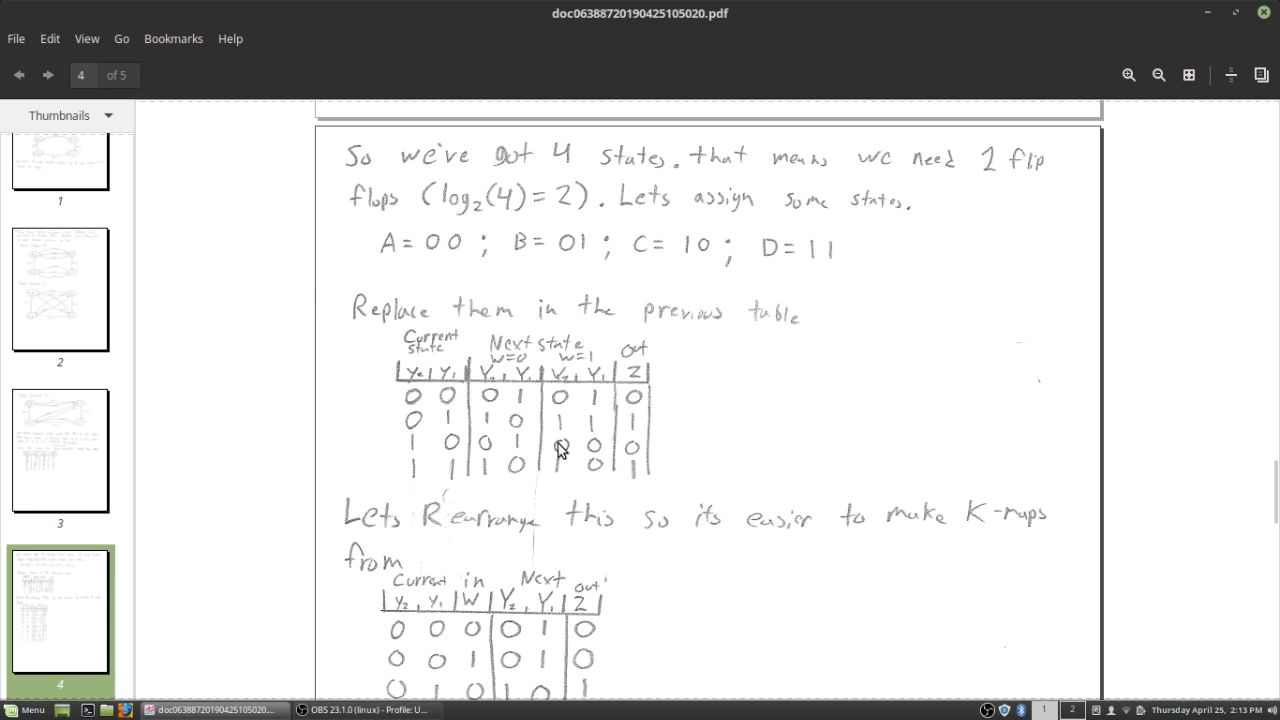 doc06388720190425105020.pdf
File Edit View Go Bookmarks Help
4 of 5
Thumbnails
1
2
3
4
So we've got 4 states. that means we need 2 flip
flops (log2(4)=2). Lets assign some states.
A=00; B=01; C=10; D=11
Replace them in the previous table
Current state Next state Out
w=0 w=1
Y2 Y1 Y2, Y1 Y2, Y1 Z
0 0 0 1 0 1 0
0 1 1 0 1 1 1
1 0 0 1 0 0 0
1 1 1 0 1 0 1
Lets Rearrange this so its easier to make K-maps
from
Current in Next out
Y2, Y1 W Y2, Y1 Z
0 0 0 0 1 0
0 0 1 0 1 0
0 1 0 1 0 1
Menu doc06388720190425105020.... OBS 23.1.0 (linux) - Profile: U... 1 2 Thursday April 25, 2:13 PM